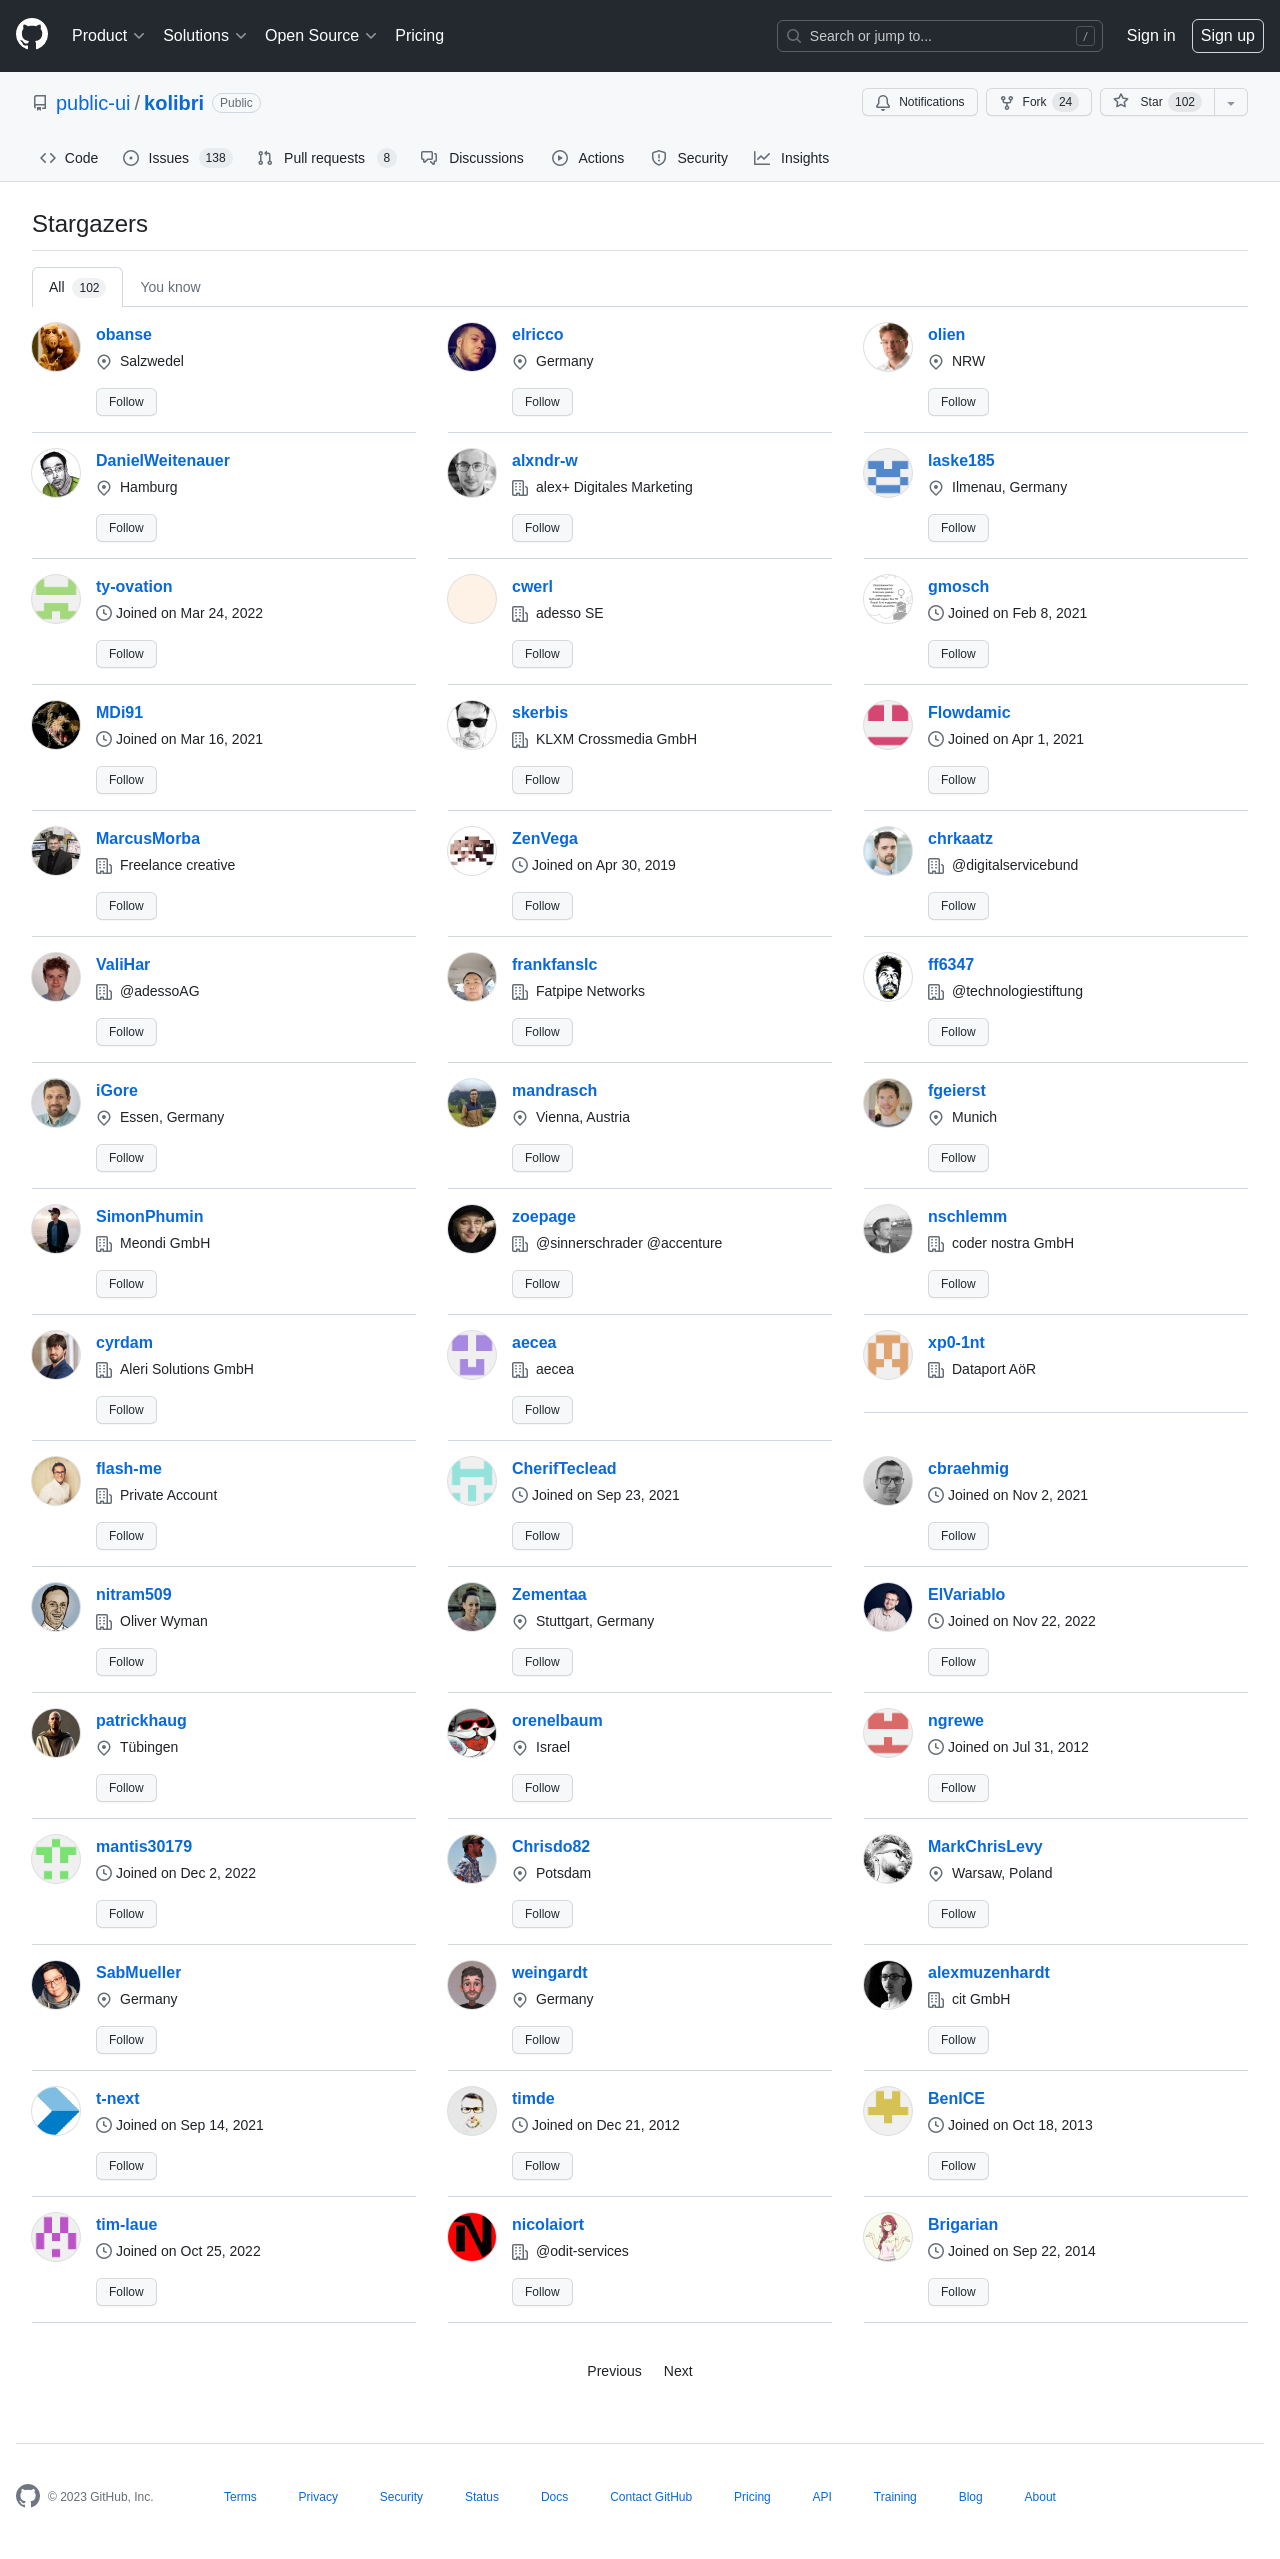 Product Solutions Open Source Pricing Search or jump to... / Sign in Sign up
public-ui / kolibri Public Notifications Fork 24 Star 102
Code Issues 138 Pull requests 8 Discussions Actions Security Insights
Stargazers
All 102 You know
obanse elricco olien
Salzwedel Germany NRW
Follow Follow Follow
DanielWeitenauer alxndr-w laske185
Hamburg alex+ Digitales Marketing Ilmenau, Germany
Follow Follow Follow
ty-ovation cwerl gmosch
Joined on Mar 24, 2022 adesso SE Joined on Feb 8, 2021
Follow Follow Follow
MDi91 skerbis Flowdamic
Joined on Mar 16, 2021 KLXM Crossmedia GmbH Joined on Apr 1, 2021
Follow Follow Follow
MarcusMorba ZenVega chrkaatz
Freelance creative Joined on Apr 30, 2019 @digitalservicebund
Follow Follow Follow
ValiHar frankfanslc ff6347
@adessoAG Fatpipe Networks @technologiestiftung
Follow Follow Follow
iGore mandrasch fgeierst
Essen, Germany Vienna, Austria Munich
Follow Follow Follow
SimonPhumin zoepage nschlemm
Meondi GmbH @sinnerschrader @accenture coder nostra GmbH
Follow Follow Follow
cyrdam aecea xp0-1nt
Aleri Solutions GmbH aecea Dataport AöR
Follow Follow
flash-me CherifTeclead cbraehmig
Private Account Joined on Sep 23, 2021 Joined on Nov 2, 2021
Follow Follow Follow
nitram509 Zementaa ElVariablo
Oliver Wyman Stuttgart, Germany Joined on Nov 22, 2022
Follow Follow Follow
patrickhaug orenelbaum ngrewe
Tübingen Israel Joined on Jul 31, 2012
Follow Follow Follow
mantis30179 Chrisdo82 MarkChrisLevy
Joined on Dec 2, 2022 Potsdam Warsaw, Poland
Follow Follow Follow
SabMueller weingardt alexmuzenhardt
Germany Germany cit GmbH
Follow Follow Follow
t-next timde BenICE
Joined on Sep 14, 2021 Joined on Dec 21, 2012 Joined on Oct 18, 2013
Follow Follow Follow
tim-laue nicolaiort Brigarian
Joined on Oct 25, 2022 @odit-services Joined on Sep 22, 2014
Follow Follow Follow
Previous Next
© 2023 GitHub, Inc. Terms Privacy Security Status Docs Contact GitHub Pricing API Training Blog About